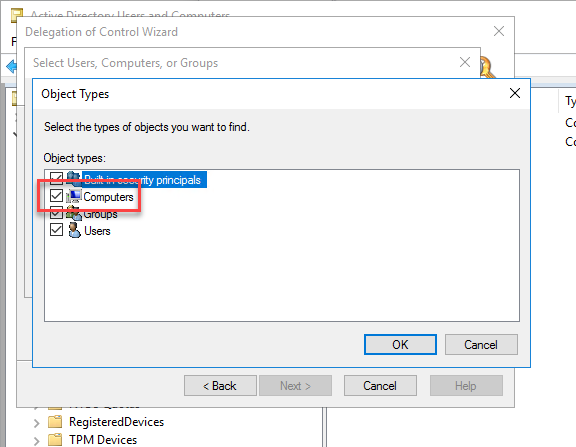 Active Directory Users and Computers
Delegation of Control Wizard
Select Users, Computers, or Groups
Object Types
Select the types of objects you want to find.
Object types:
Built-in security principals
Computers
Groups
Users
OK
Cancel
< Back
Next >
Cancel
Help
RegisteredDevices
TPM Devices
F
Ty
Co
Co